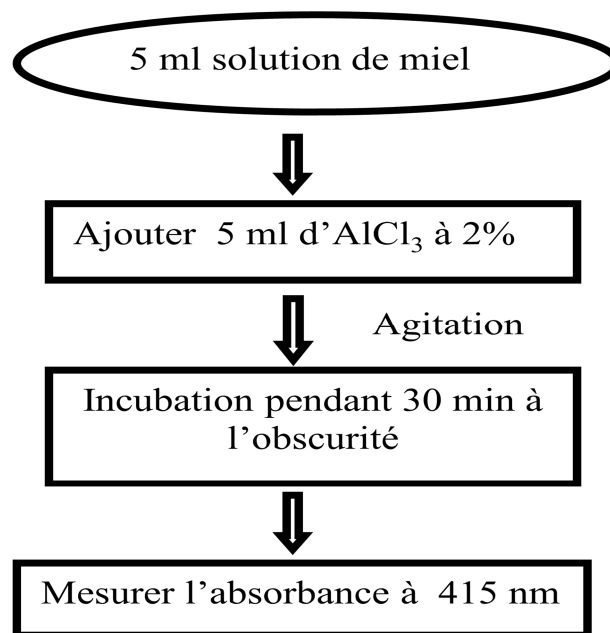 5 ml solution de miel
Ajouter 5 ml d’AlCl₃ à 2%
Agitation
Incubation pendant 30 min à
l’obscurité
Mesurer l’absorbance à 415 nm